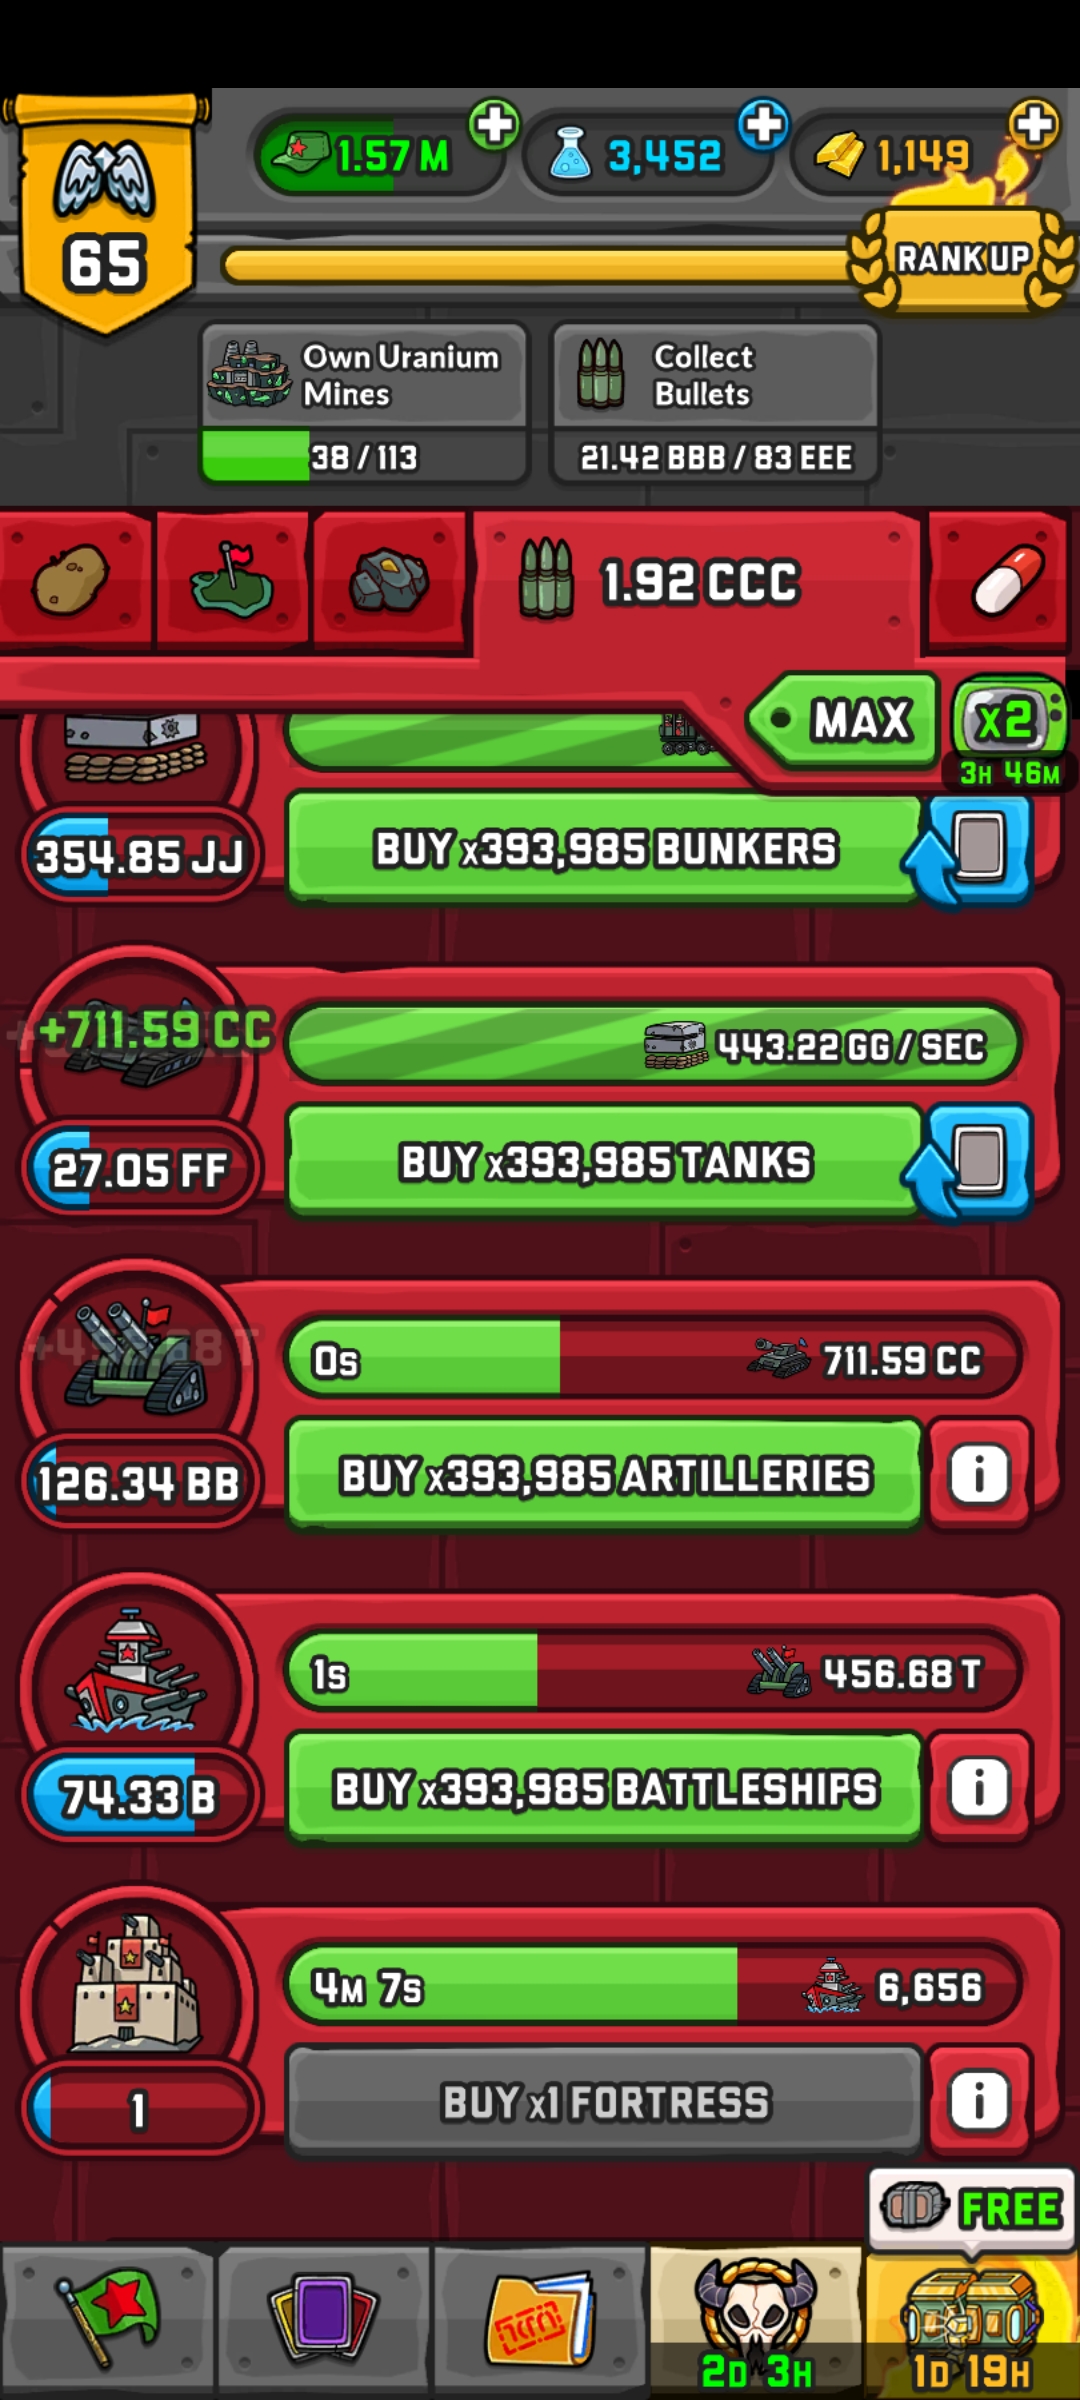 1.57 M
3,452
1,149
65
RANK UP
Own Uranium
Mines
38 / 113
Collect
Bullets
21.42 BBB / 83 EEE
1.92 CCC
MAX
x2
3H 46M
354.85 JJ
BUY x393,985 BUNKERS
+711.59 CC
443.22 GG / SEC
27.05 FF
BUY x393,985 TANKS
0s
711.59 CC
126.34 BB
BUY x393,985 ARTILLERIES
1s
456.68 T
74.33 B
BUY x393,985 BATTLESHIPS
4M 7s
6,656
1
BUY x1 FORTRESS
FREE
2D 3H
1D 19H